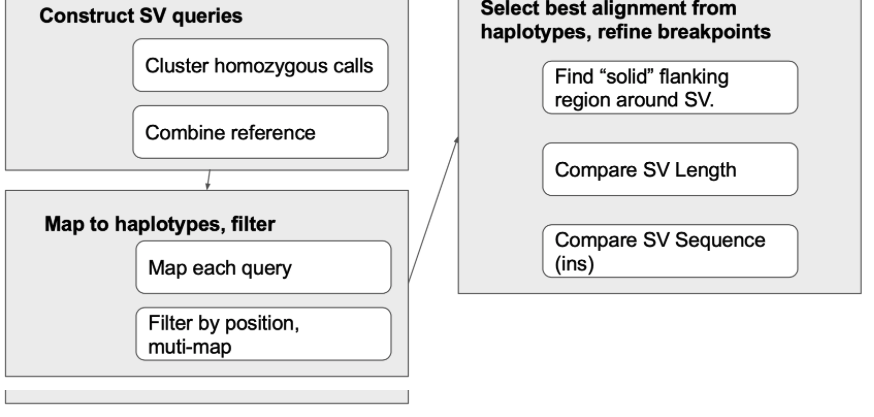 Construct SV queries
Cluster homozygous calls
Combine reference
Map to haplotypes, filter
Map each query
Filter by position,
muti-map
Select best alignment from
haplotypes, refine breakpoints
Find “solid” flanking
region around SV.
Compare SV Length
Compare SV Sequence
(ins)